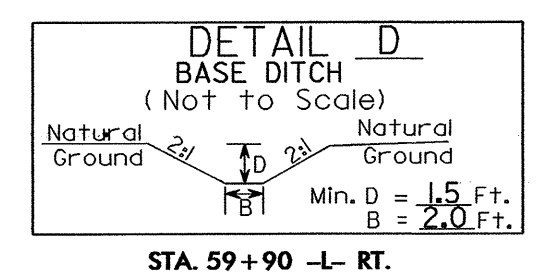 DETAIL D
BASE DITCH
(Not to Scale)
Natural
Ground
2:1
D
2:1
Natural
Ground
B
Min. D = 1.5 Ft.
B = 2.0 Ft.
STA. 59+90 -L- RT.